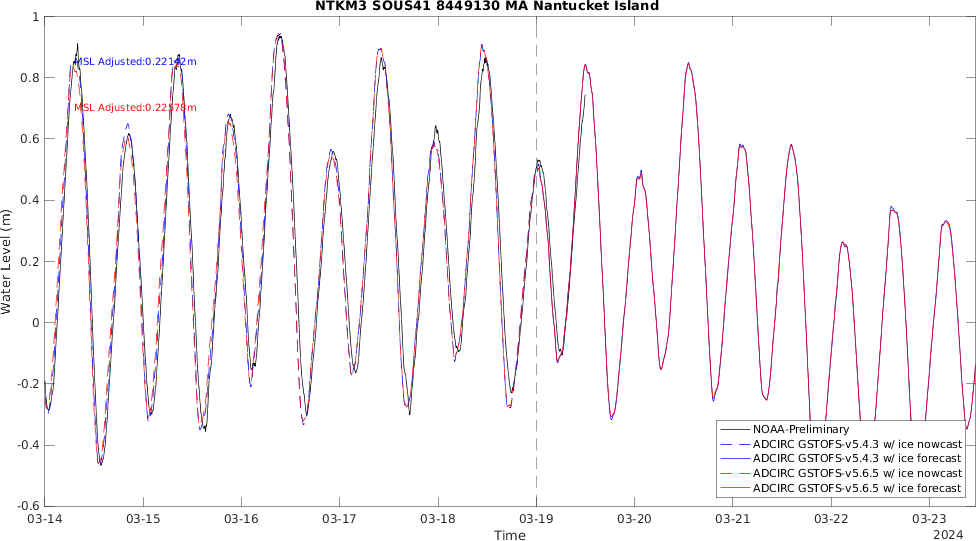 NTKM3 SOUS41 8449130 MA Nantucket Island
1
0.8
0.6
0.4
0.2
0
-0.2
-0.4
-0.6
Water Level (m)
MSL Adjusted:0.22142m
MSL Adjusted:0.22378m
NOAA-Preliminary
ADCIRC GSTOFS-v5.4.3 w/ ice nowcast
ADCIRC GSTOFS-v5.4.3 w/ ice forecast
ADCIRC GSTOFS-v5.6.5 w/ ice nowcast
ADCIRC GSTOFS-v5.6.5 w/ ice forecast
03-14 03-15 03-16 03-17 03-18 03-19 03-20 03-21 03-22 03-23
Time
2024